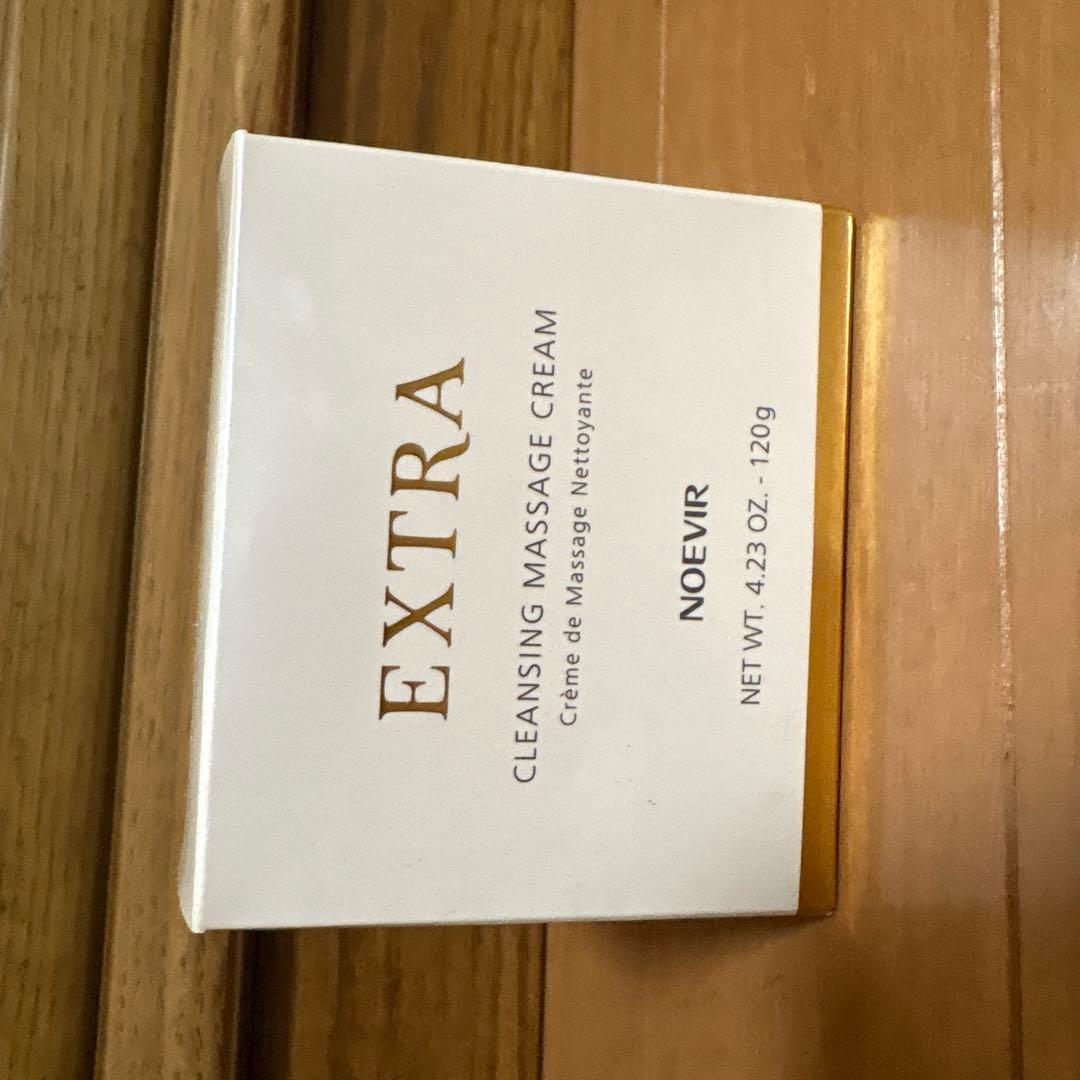 EXTRA
CLEANSING MASSAGE CREAM
Crème de Massage Nettoyante
NOEVIR
NET WT. 4.23 OZ. - 120g